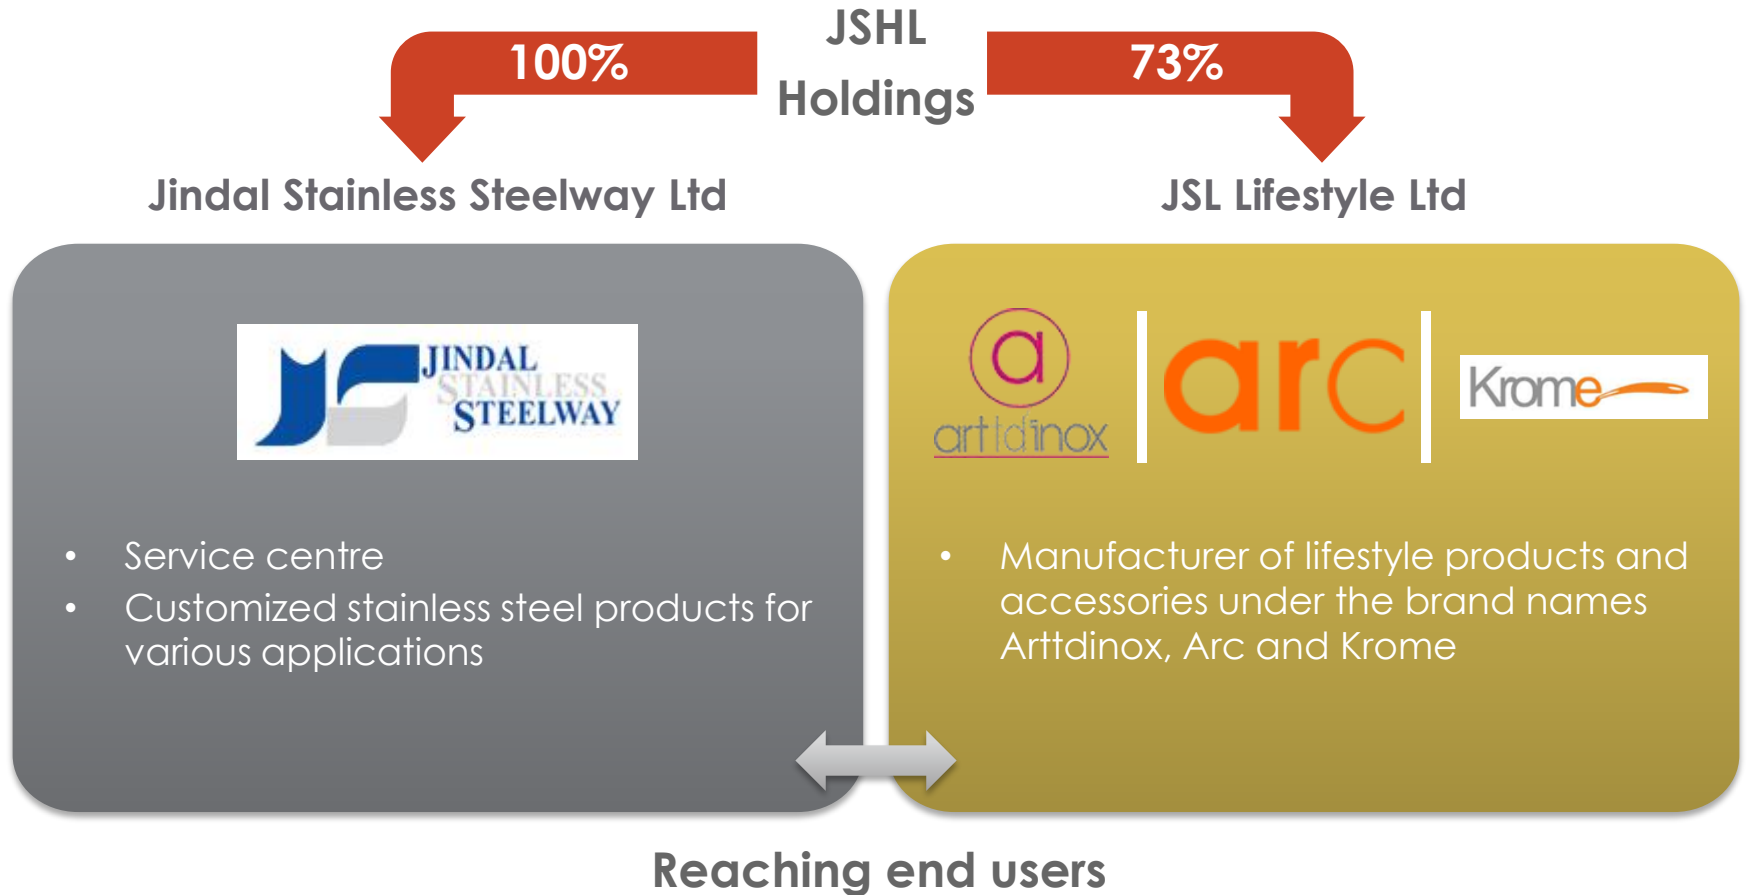 JSHL
Holdings
100%
73%
Jindal Stainless Steelway Ltd
JSL Lifestyle Ltd
JINDAL
STAINLESS
STEELWAY
a
arttdinox
arc
Krome
• Service centre
• Customized stainless steel products for
various applications
• Manufacturer of lifestyle products and
accessories under the brand names
Arttdinox, Arc and Krome
Reaching end users